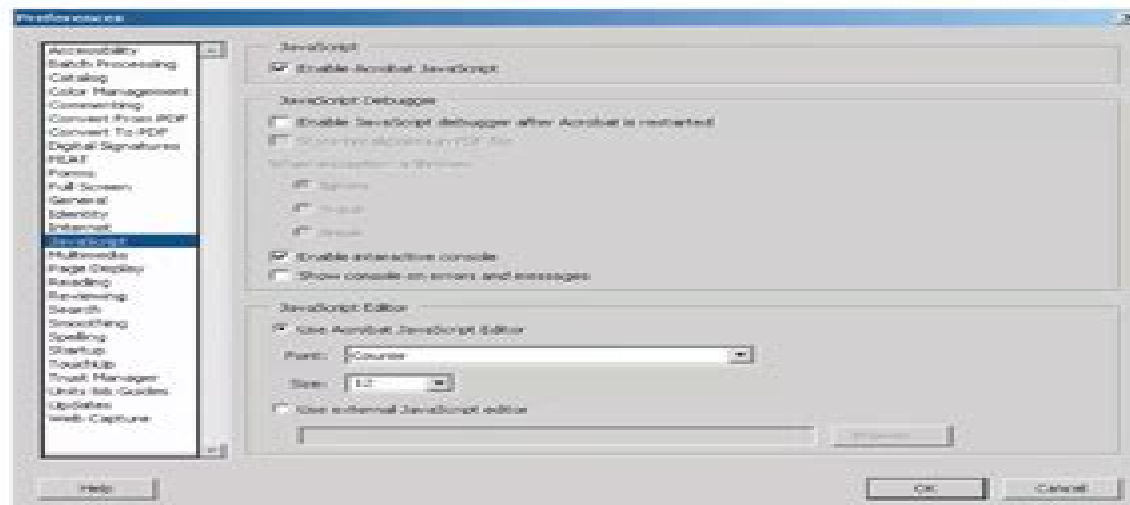 Preferences
Accessibility
Batch Processing
Catalog
Color Management
Commenting
Convert From PDF
Convert To PDF
Digital Signatures
Forms
Full Screen
General
Identity
Internet
JavaScript
Multimedia
Page Display
Reading
Reviewing
Search
Smoothing
Spelling
Startup
TouchUp
Trust Manager
Units & Guides
Updates
Web Capture
JavaScript
Enable Acrobat JavaScript
JavaScript Debugger
Enable JavaScript debugger after Acrobat is restarted
Enable interactive console
Show console on errors and messages
JavaScript Editor
Use Acrobat JavaScript Editor
Font: Courier
Size: 12
Use external JavaScript editor
Help
OK
Cancel